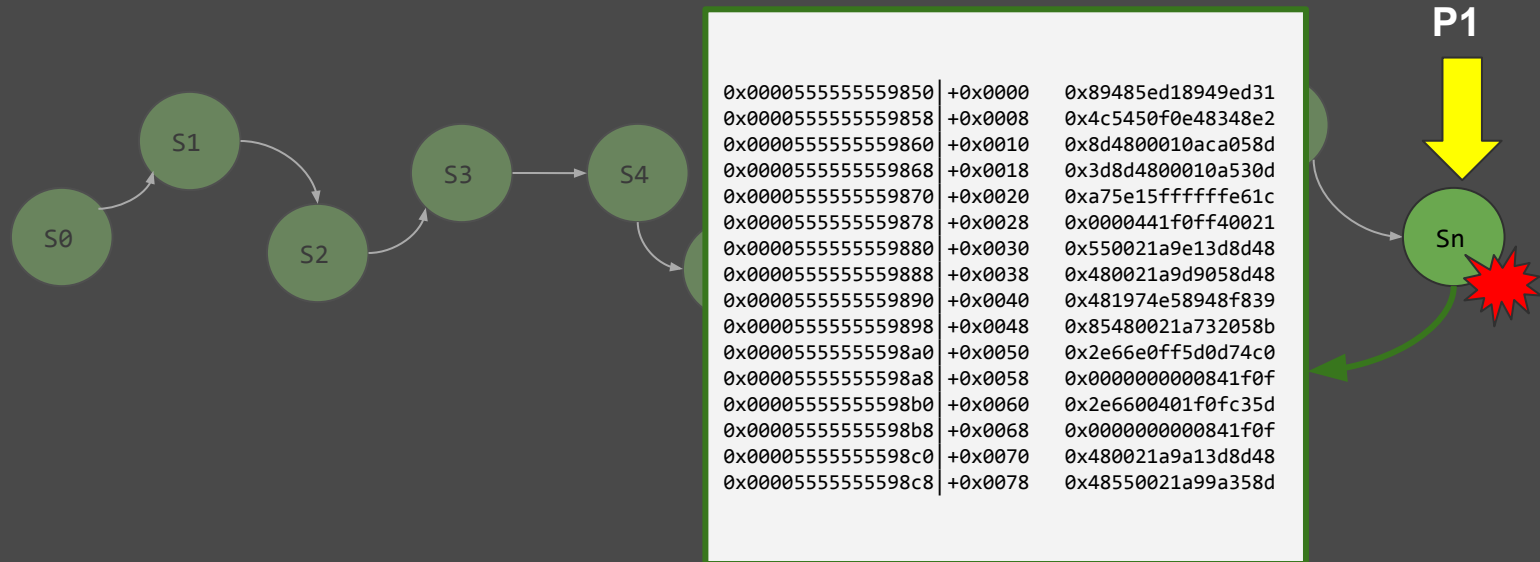 P1
S0
S1
S2
S3
S4
Sn
0x0000555555559850|+0x0000 0x89485ed18949ed31
0x0000555555559858|+0x0008 0x4c5450f0e48348e2
0x0000555555559860|+0x0010 0x8d4800010aca058d
0x0000555555559868|+0x0018 0x3d8d4800010a530d
0x0000555555559870|+0x0020 0xa75e15ffffffe61c
0x0000555555559878|+0x0028 0x0000441f0ff40021
0x0000555555559880|+0x0030 0x550021a9e13d8d48
0x0000555555559888|+0x0038 0x480021a9d9058d48
0x0000555555559890|+0x0040 0x481974e58948f839
0x0000555555559898|+0x0048 0x85480021a732058b
0x00005555555598a0|+0x0050 0x2e66e0ff5d0d74c0
0x00005555555598a8|+0x0058 0x0000000000841f0f
0x00005555555598b0|+0x0060 0x2e6600401f0fc35d
0x00005555555598b8|+0x0068 0x0000000000841f0f
0x00005555555598c0|+0x0070 0x480021a9a13d8d48
0x00005555555598c8|+0x0078 0x48550021a99a358d